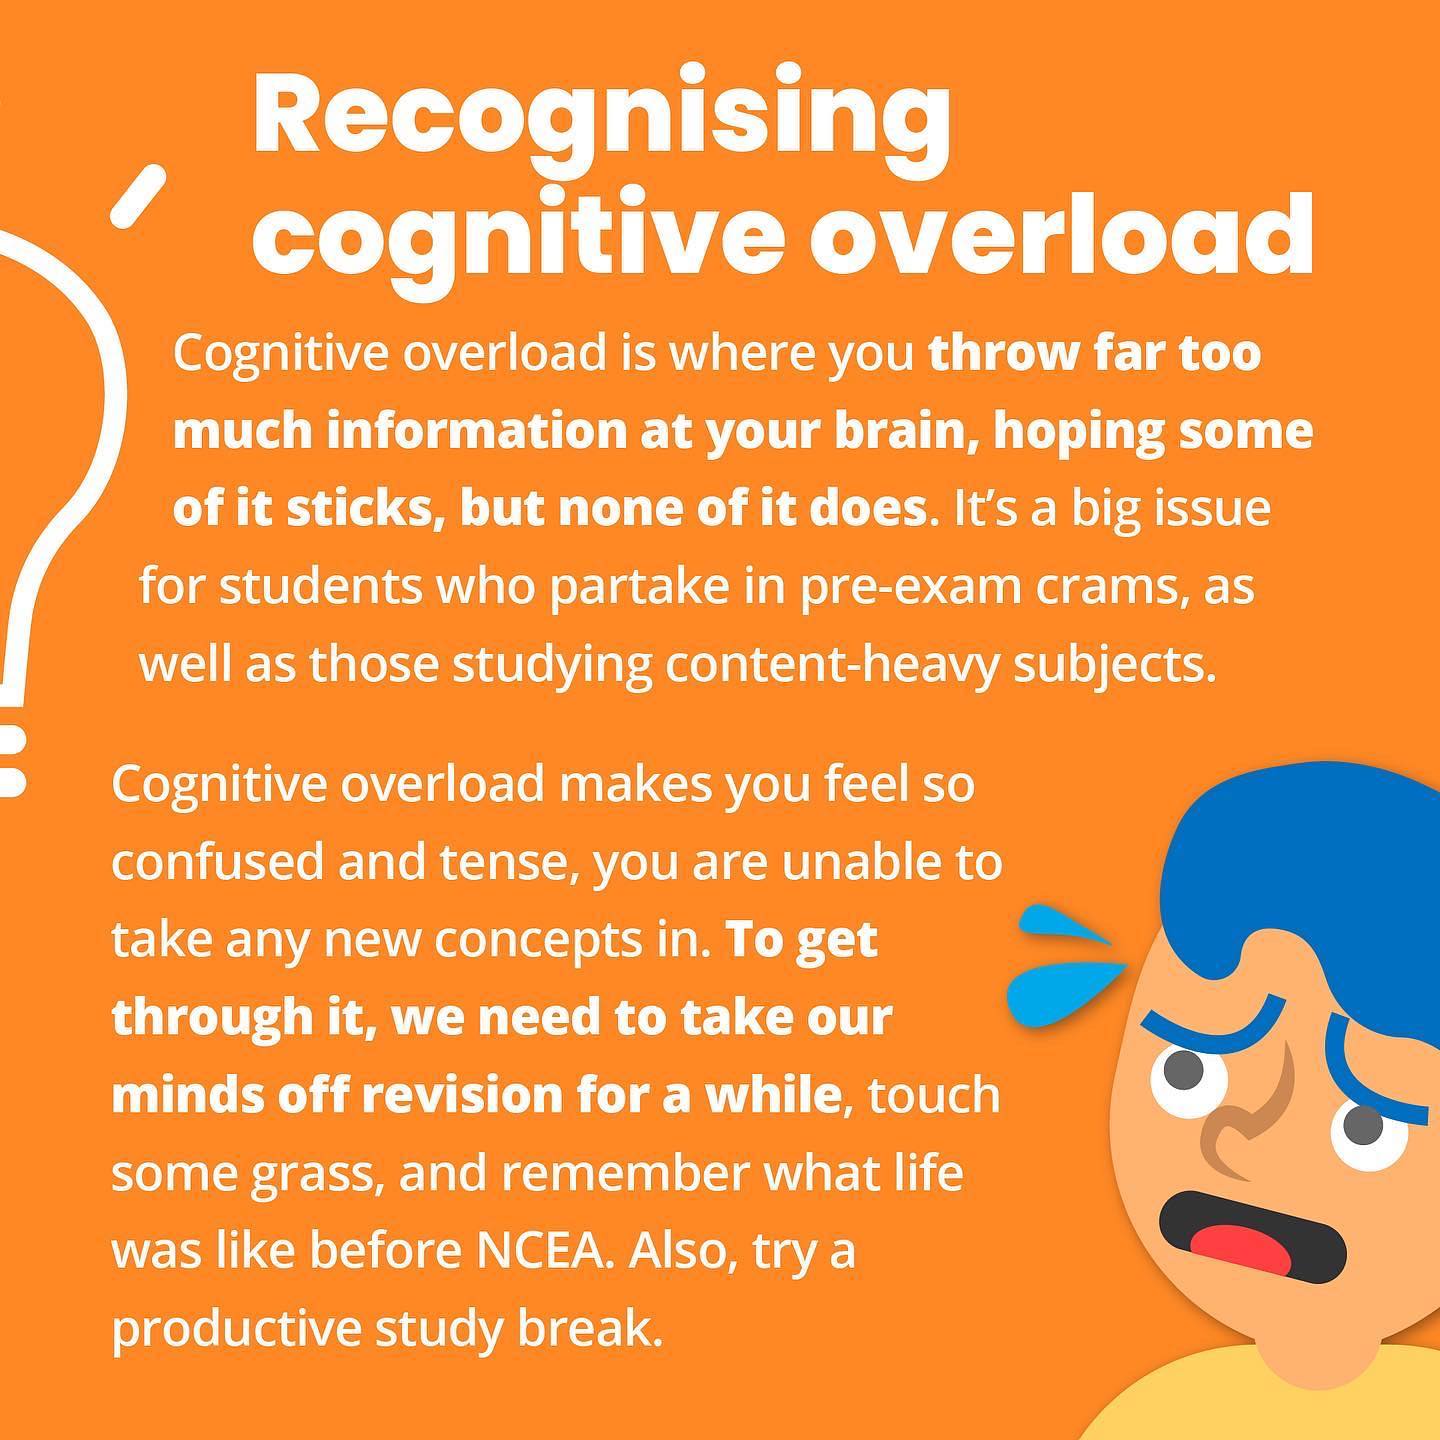 Recognising
cognitive overload
Cognitive overload is where you throw far too
much information at your brain, hoping some
of it sticks, but none of it does. It’s a big issue
for students who partake in pre-exam crams, as
well as those studying content-heavy subjects.
Cognitive overload makes you feel so
confused and tense, you are unable to
take any new concepts in. To get
through it, we need to take our
minds off revision for a while, touch
some grass, and remember what life
was like before NCEA. Also, try a
productive study break.